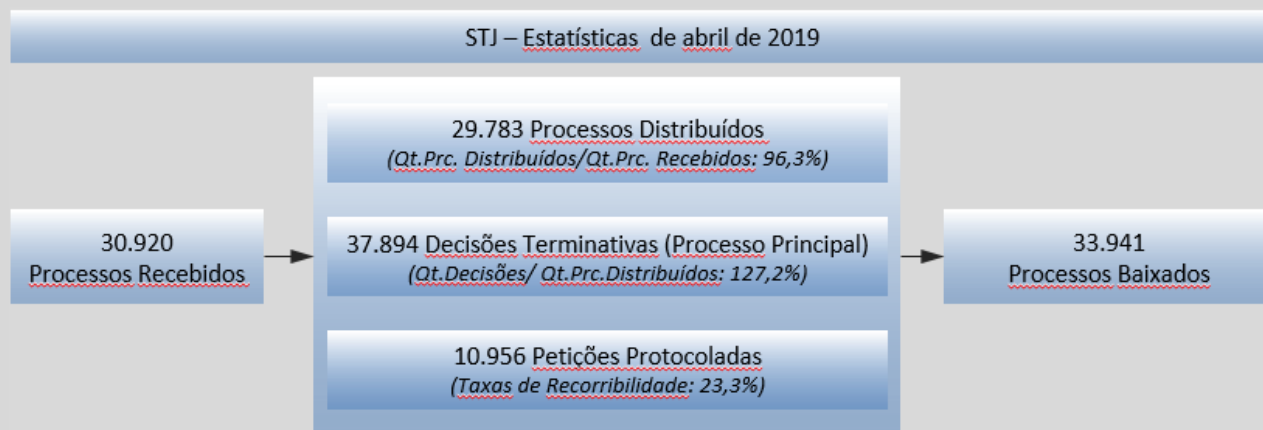 STJ – Estatísticas de abril de 2019
29.783 Processos Distribuídos
(Qt.Prc. Distribuídos/Qt.Prc. Recebidos: 96,3%)
30.920
Processos Recebidos
37.894 Decisões Terminativas (Processo Principal)
(Qt.Decisões/ Qt.Prc.Distribuídos: 127,2%)
33.941
Processos Baixados
10.956 Petições Protocoladas
(Taxas de Recorribilidade: 23,3%)